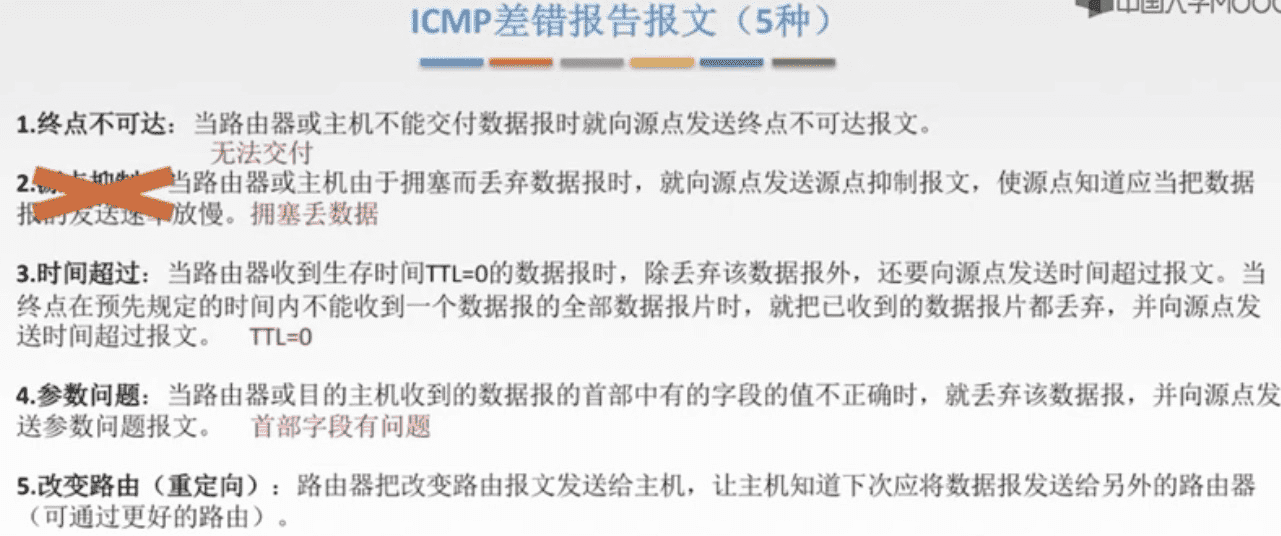 中国大学MOOC
ICMP差错报告报文（5种）
1.终点不可达：当路由器或主机不能交付数据报时就向源点发送终点不可达报文。
无法交付
2.源点抑制：当路由器或主机由于拥塞而丢弃数据报时，就向源点发送源点抑制报文，使源点知道应当把数据
报的发送速率放慢。拥塞丢数据
3.时间超过：当路由器收到生存时间TTL=0的数据报时，除丢弃该数据报外，还要向源点发送时间超过报文。当
终点在预先规定的时间内不能收到一个数据报的全部数据报片时，就把已收到的数据报片都丢弃，并向源点发
送时间超过报文。 TTL=0
4.参数问题：当路由器或目的主机收到的数据报的首部中有的字段的值不正确时，就丢弃该数据报，并向源点发
送参数问题报文。 首部字段有问题
5.改变路由（重定向）：路由器把改变路由报文发送给主机，让主机知道下次应将数据报发送给另外的路由器
（可通过更好的路由）。